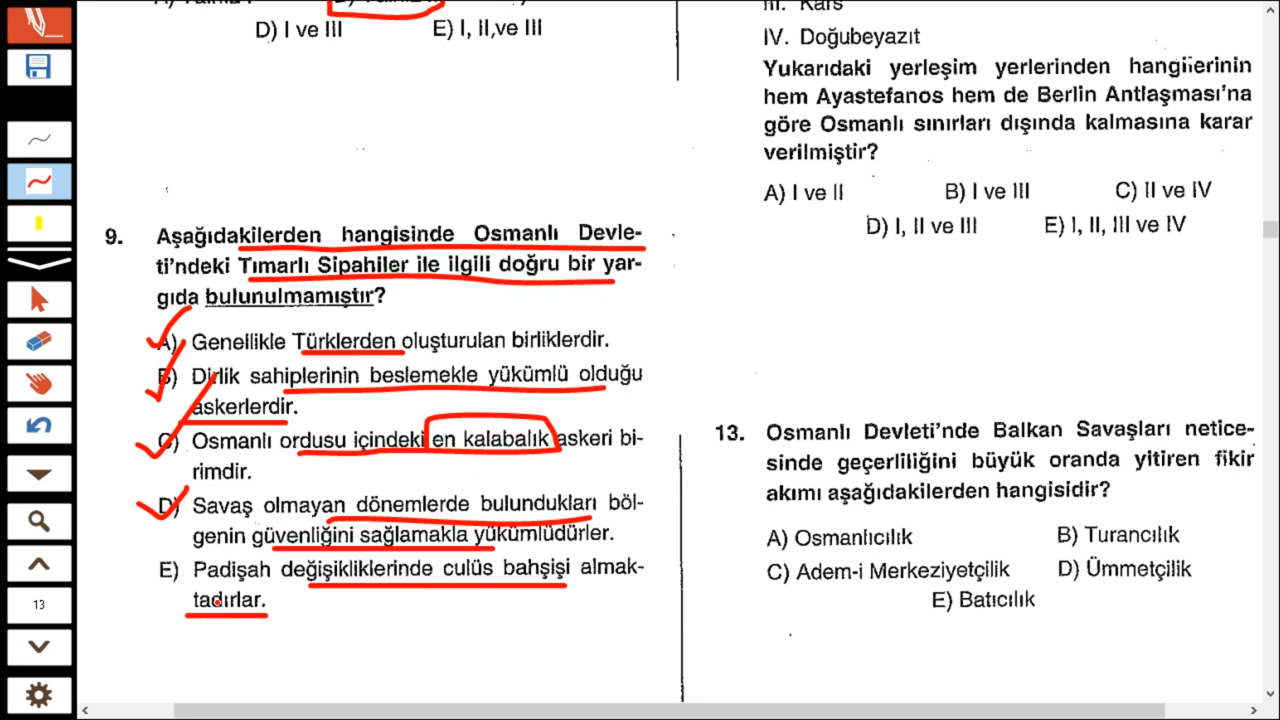 D) I ve III E) I, II,ve III
9. Aşağıdakilerden hangisinde Osmanlı Devle-
ti'ndeki Tımarlı Sipahiler ile ilgili doğru bir yar-
gıda bulunulmamıştır?
A) Genellikle Türklerden oluşturulan birliklerdir.
B) Dirlik sahiplerinin beslemekle yükümlü olduğu
askerlerdir.
C) Osmanlı ordusu içindeki en kalabalık askeri bi-
rimdir.
D) Savaş olmayan dönemlerde bulundukları böl-
genin güvenliğini sağlamakla yükümlüdürler.
E) Padişah değişikliklerinde culüs bahşişi almak-
tadırlar.
III. Kars
IV. Doğubeyazıt
Yukarıdaki yerleşim yerlerinden hangilerinin
hem Ayastefanos hem de Berlin Antlaşması'na
göre Osmanlı sınırları dışında kalmasına karar
verilmiştir?
A) I ve II B) I ve III C) II ve IV
D) I, II ve III E) I, II, III ve IV
13. Osmanlı Devleti'nde Balkan Savaşları netice-
sinde geçerliliğini büyük oranda yitiren fikir
akımı aşağıdakilerden hangisidir?
A) Osmanlıcılık B) Turancılık
C) Adem-i Merkeziyetçilik D) Ümmetçilik
E) Batıcılık
13